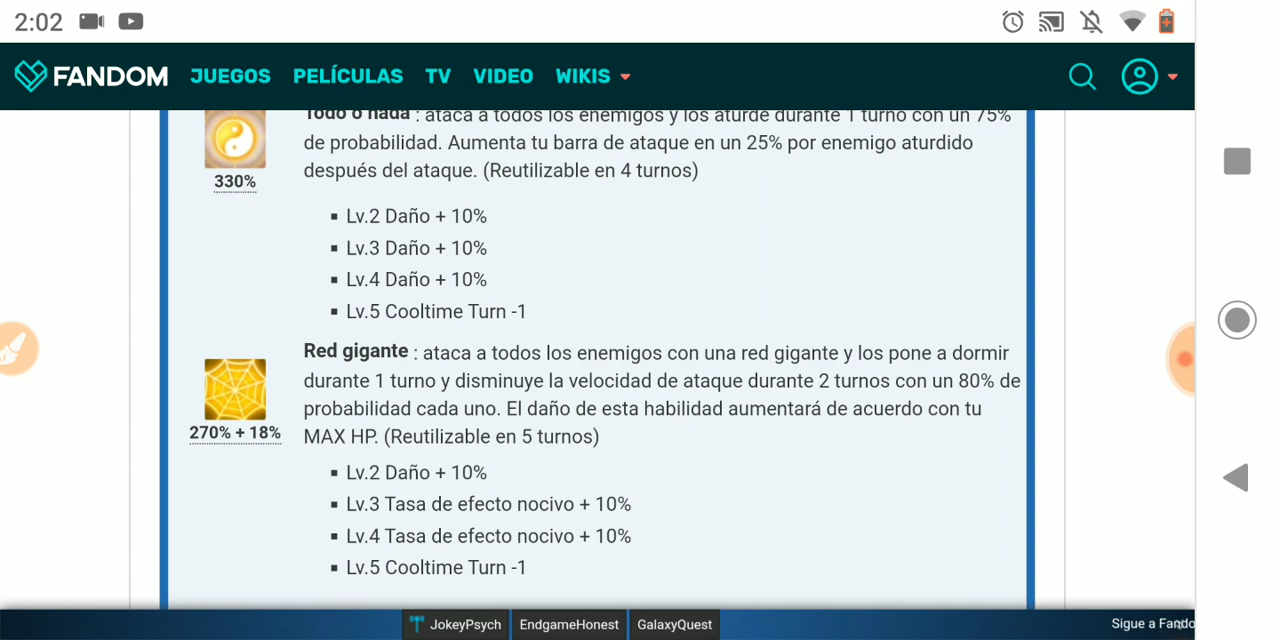 2:02
FANDOM JUEGOS PELÍCULAS TV VIDEO WIKIS
Todo o nada : ataca a todos los enemigos y los aturde durante 1 turno con un 75%
de probabilidad. Aumenta tu barra de ataque en un 25% por enemigo aturdido
después del ataque. (Reutilizable en 4 turnos)
330%
Lv.2 Daño + 10%
Lv.3 Daño + 10%
Lv.4 Daño + 10%
Lv.5 Cooltime Turn -1
Red gigante : ataca a todos los enemigos con una red gigante y los pone a dormir
durante 1 turno y disminuye la velocidad de ataque durante 2 turnos con un 80% de
probabilidad cada uno. El daño de esta habilidad aumentará de acuerdo con tu
MAX HP. (Reutilizable en 5 turnos)
270% + 18%
Lv.2 Daño + 10%
Lv.3 Tasa de efecto nocivo + 10%
Lv.4 Tasa de efecto nocivo + 10%
Lv.5 Cooltime Turn -1
JokeyPsych EndgameHonest GalaxyQuest Sigue a Fando